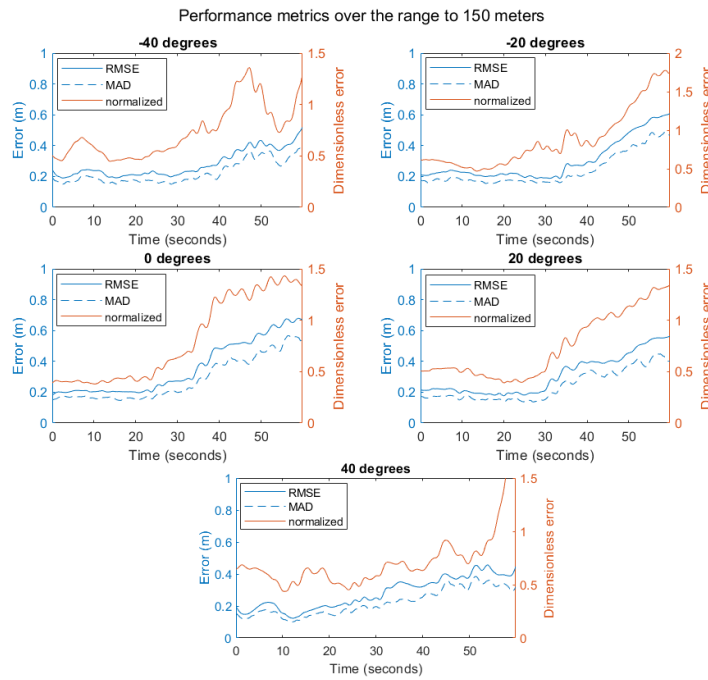 Performance metrics over the range to 150 meters
-40 degrees
1
0.8
0.6
0.4
0.2
0
Error (m)
RMSE
MAD
normalized
1.5
1
0.5
0
Dimensionless error
0 10 20 30 40 50
Time (seconds)
-20 degrees
1
0.8
0.6
0.4
0.2
0
Error (m)
RMSE
MAD
normalized
2
1.5
1
0.5
0
Dimensionless error
0 10 20 30 40 50
Time (seconds)
0 degrees
1
0.8
0.6
0.4
0.2
0
Error (m)
RMSE
MAD
normalized
1.5
1
0.5
0
Dimensionless error
0 10 20 30 40 50
Time (seconds)
20 degrees
1
0.8
0.6
0.4
0.2
0
Error (m)
RMSE
MAD
normalized
1.5
1
0.5
0
Dimensionless error
0 10 20 30 40 50
Time (seconds)
40 degrees
1
0.8
0.6
0.4
0.2
0
Error (m)
RMSE
MAD
normalized
1.5
1
0.5
0
Dimensionless error
0 10 20 30 40 50
Time (seconds)